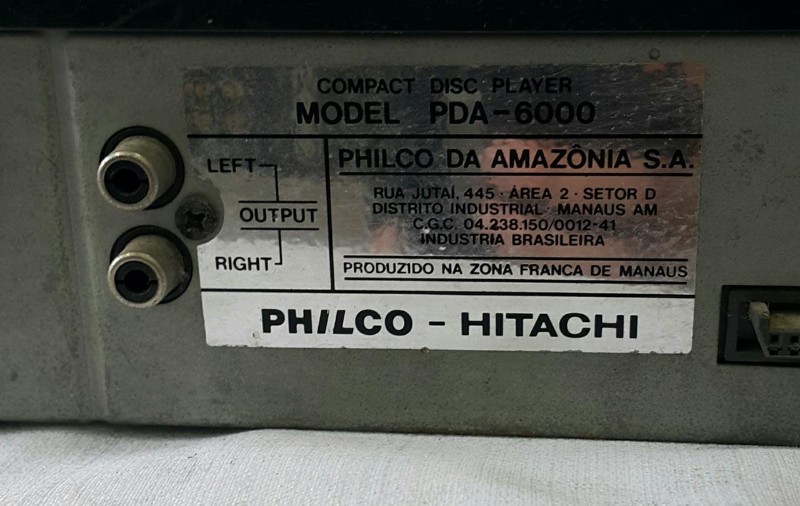 COMPACT DISC PLAYER
MODEL PDA-6000
LEFT
OUTPUT
RIGHT
PHILCO DA AMAZÔNIA S.A.
RUA JUTAÍ, 445 · ÁREA 2 · SETOR D
DISTRITO INDUSTRIAL · MANAUS AM
C.G.C. 04.238.150/0012-41
INDUSTRIA BRASILEIRA
PRODUZIDO NA ZONA FRANCA DE MANAUS
PHILCO - HITACHI